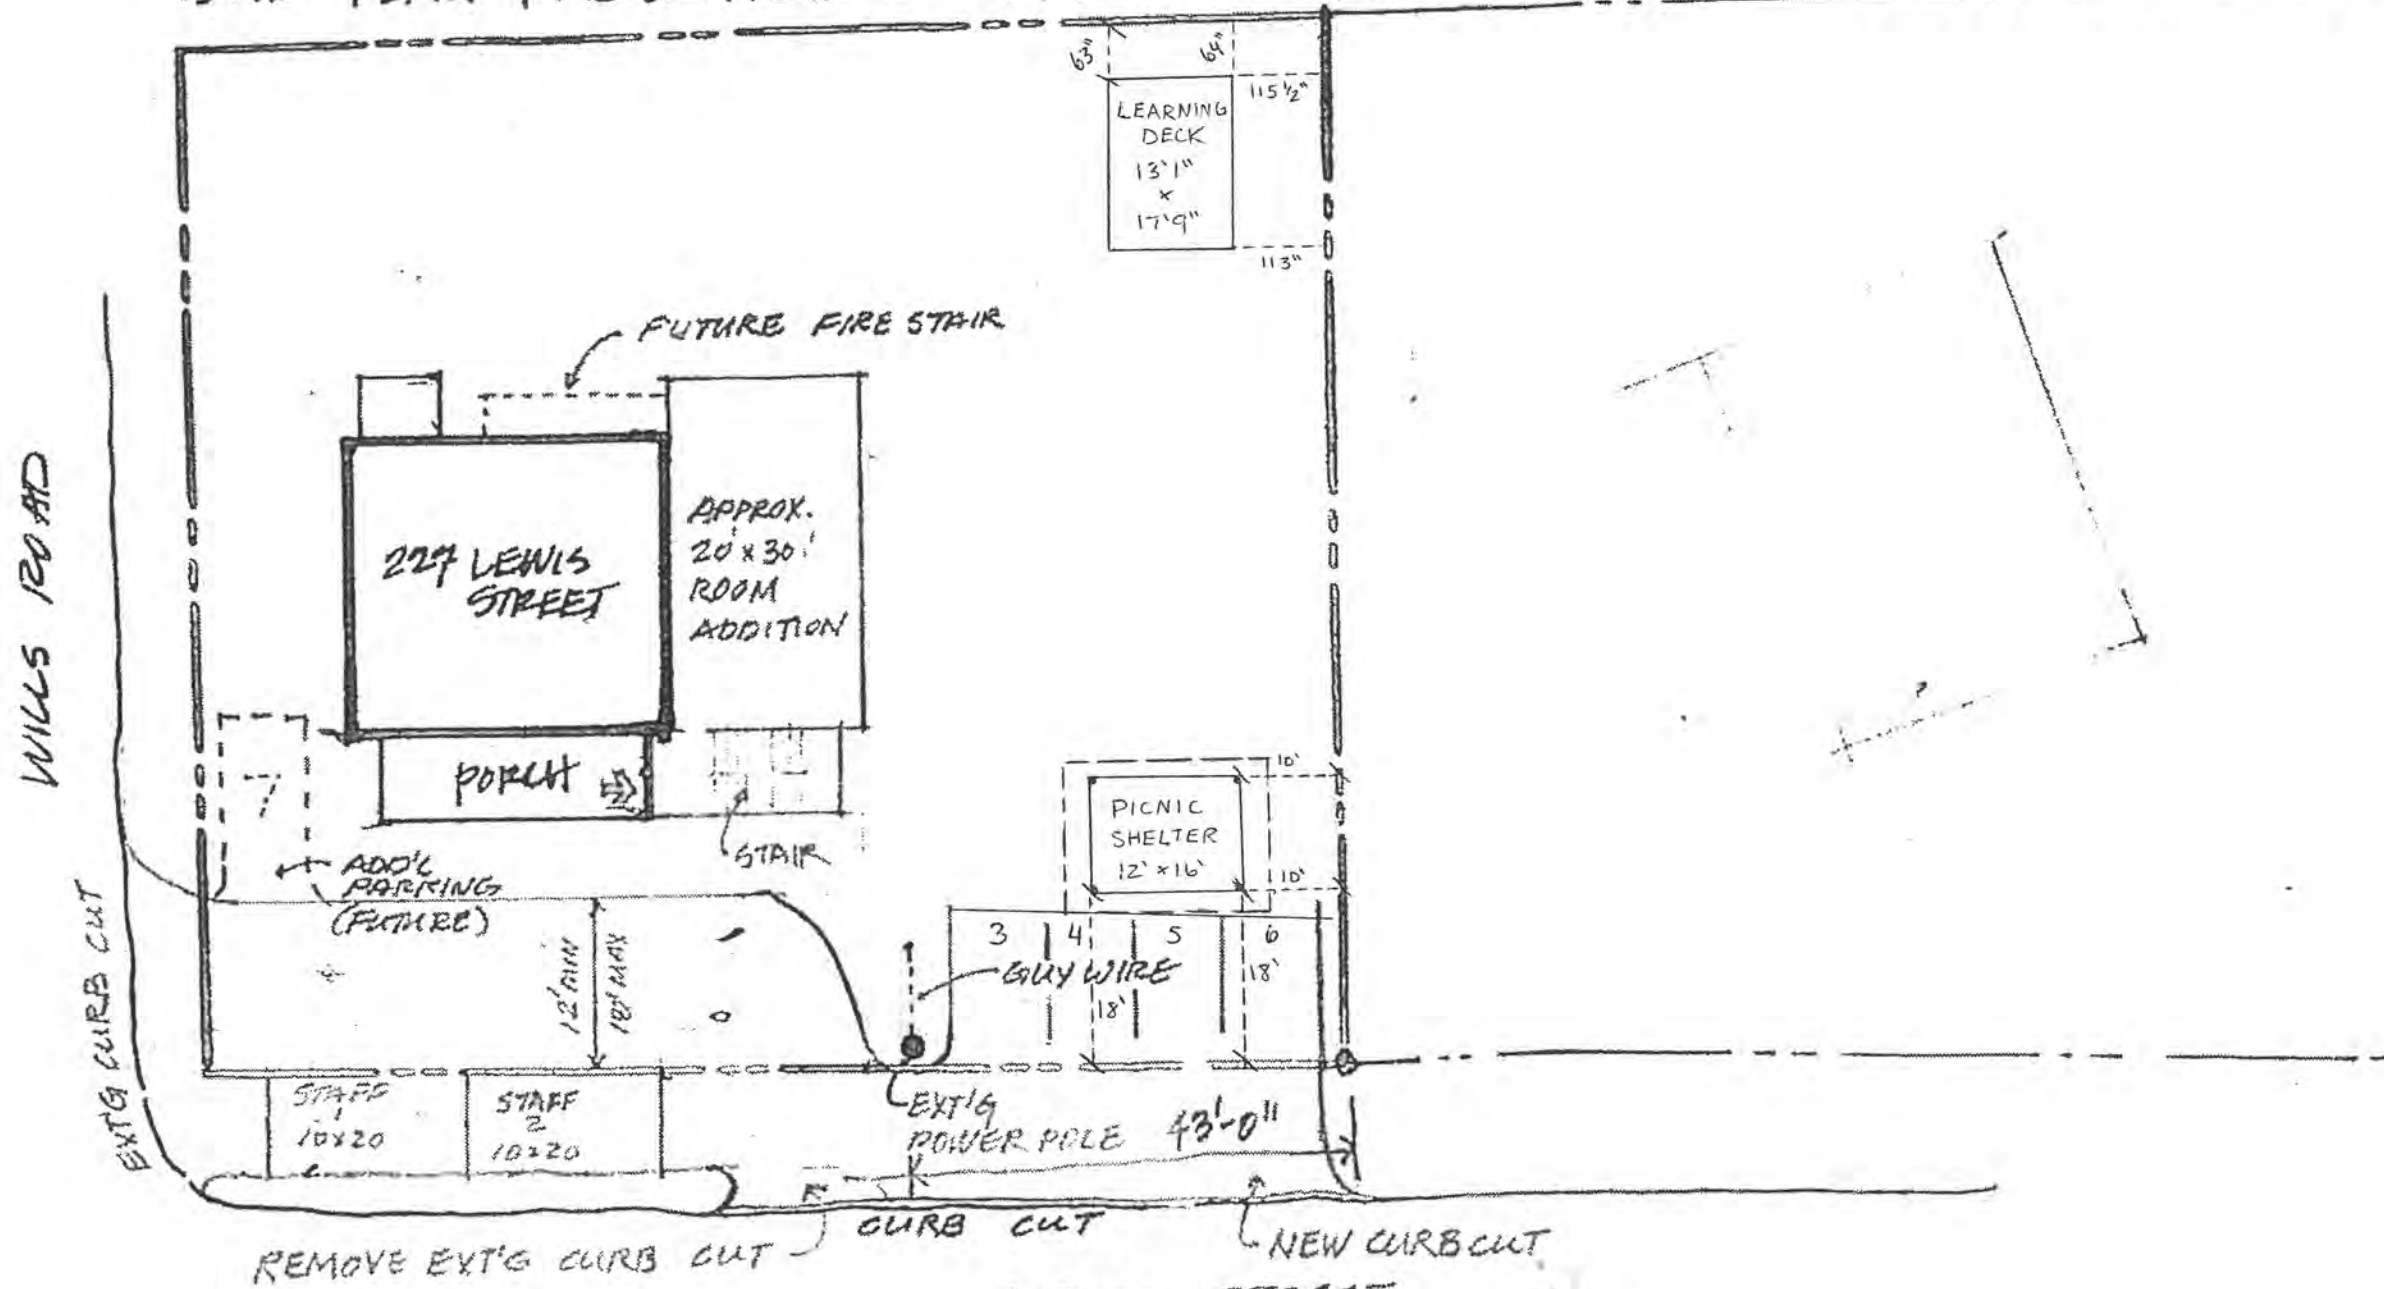 63"
64"
115 1/2"
LEARNING
DECK
13'1"
x
17'9"
113"
FUTURE FIRE STAIR
WILLS ROAD
227 LEWIS
STREET
APPROX.
20' x 30'
ROOM
ADDITION
PORCH
7
STAIR
ADD'L
PARKING
(FUTURE)
PICNIC
SHELTER
12' x 16'
10'
10'
EXT'G CURB CUT
12' MIN
18' MAX
3
4
5
6
GUY WIRE
18'
18'
STAFF
1
10x20
STAFF
2
10x20
EXT'G
POWER POLE
43'-0"
CURB CUT
REMOVE EXT'G CURB CUT
NEW CURB CUT